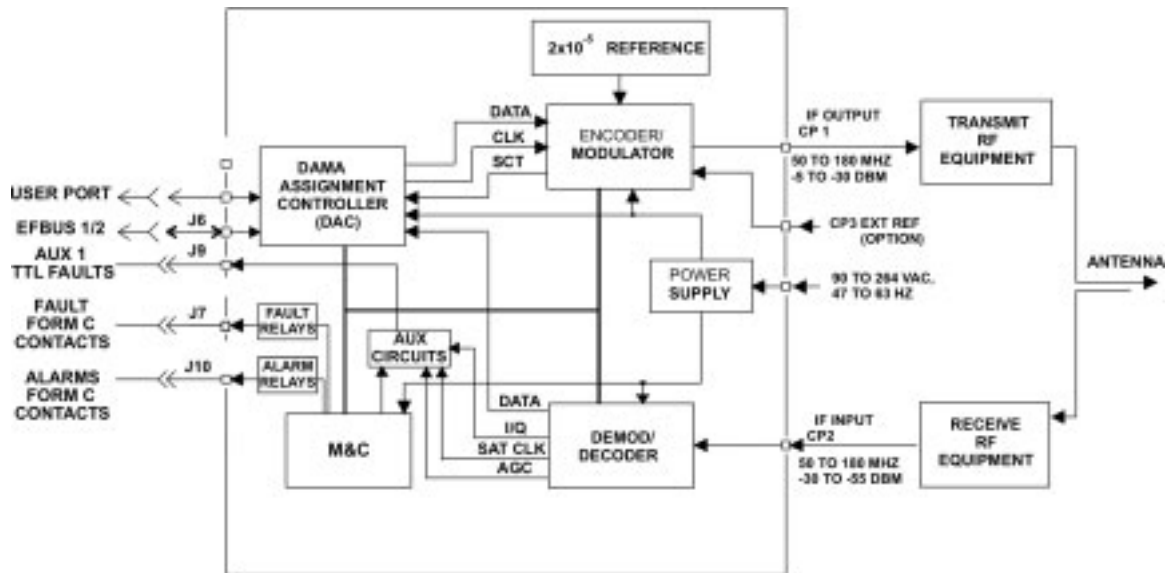 2x10⁻⁵ REFERENCE
DATA
CLK
SCT
ENCODER/
MODULATOR
IF OUTPUT
CP 1
50 TO 180 MHZ
-5 TO -30 DBM
TRANSMIT
RF
EQUIPMENT
DAMA
ASSIGNMENT
CONTROLLER
(DAC)
USER PORT
EFBUS 1/2
J6
AUX 1
TTL FAULTS
J9
CP3 EXT REF
(OPTION)
POWER
SUPPLY
90 TO 264 VAC,
47 TO 63 HZ
ANTENNA
FAULT
FORM C
CONTACTS
J7
FAULT
RELAYS
AUX
CIRCUITS
ALARMS
FORM C
CONTACTS
J10
ALARM
RELAYS
M&C
DATA
I/Q
SAT CLK
AGC
DEMOD/
DECODER
IF INPUT
CP2
50 TO 180 MHZ
-30 TO -55 DBM
RECEIVE
RF
EQUIPMENT